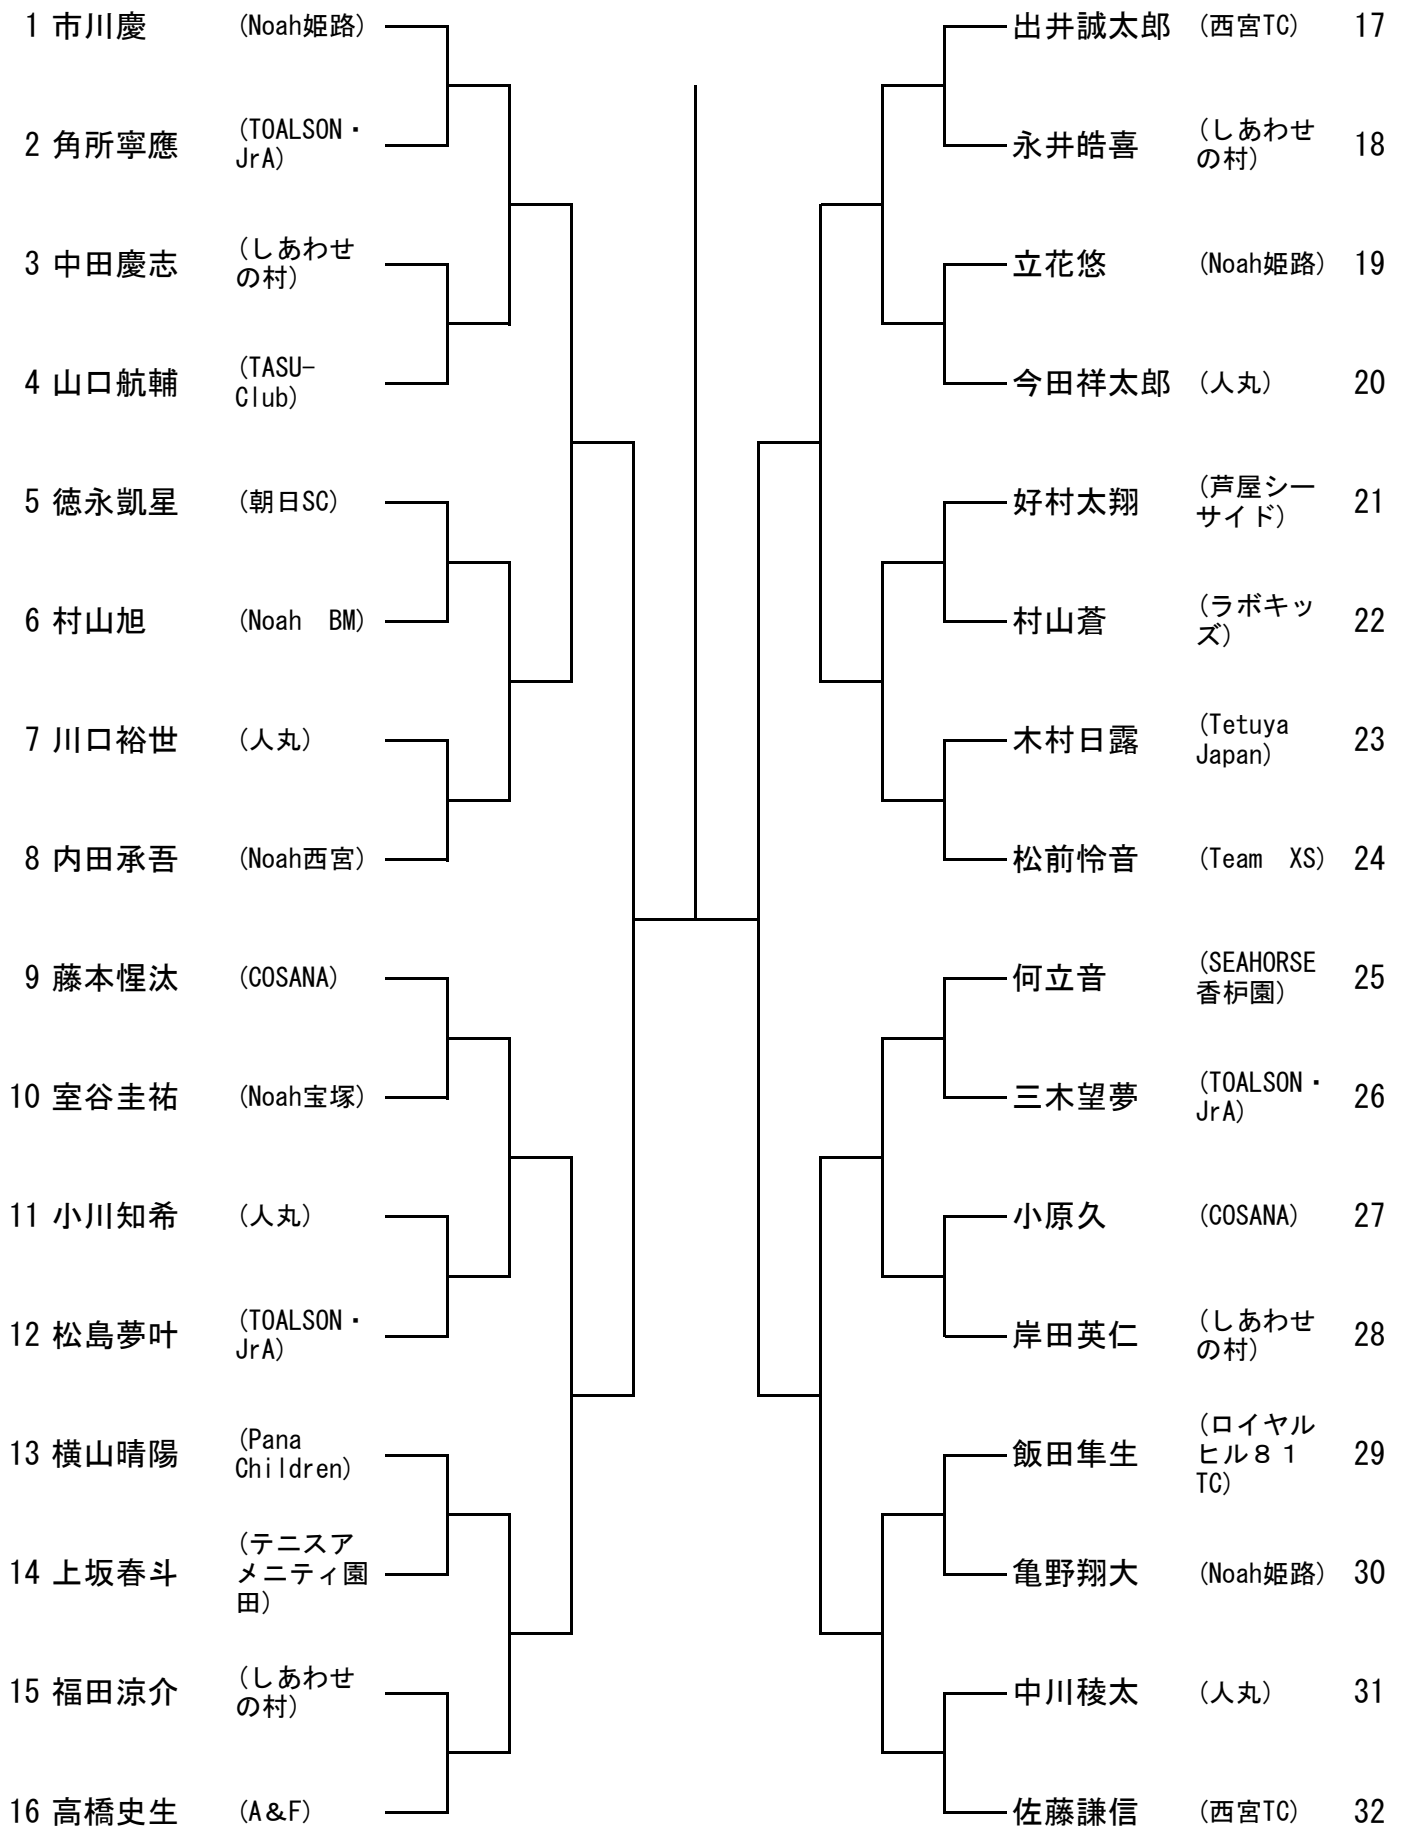 1 市川慶 (Noah姫路)
2 角所寧應 (TOALSON・
JrA)
3 中田慶志 (しあわせ
の村)
4 山口航輔 (TASU-
Club)
5 徳永凱星 (朝日SC)
6 村山旭 (Noah　BM)
7 川口裕世 (人丸)
8 内田承吾 (Noah西宮)
9 藤本惺汰 (COSANA)
10 室谷圭祐 (Noah宝塚)
11 小川知希 (人丸)
12 松島夢叶 (TOALSON・
JrA)
13 横山晴陽 (Pana
Children)
14 上坂春斗 (テニスア
メニティ園
田)
15 福田涼介 (しあわせ
の村)
16 高橋史生 (A＆F)
出井誠太郎 (西宮TC) 17
永井皓喜 (しあわせ
の村) 18
立花悠 (Noah姫路) 19
今田祥太郎 (人丸) 20
好村太翔 (芦屋シー
サイド) 21
村山蒼 (ラボキッ
ズ) 22
木村日露 (Tetuya
Japan) 23
松前怜音 (Team　XS) 24
何立音 (SEAHORSE
香枦園) 25
三木望夢 (TOALSON・
JrA) 26
小原久 (COSANA) 27
岸田英仁 (しあわせ
の村) 28
飯田隼生 (ロイヤル
ヒル８１
TC) 29
亀野翔大 (Noah姫路) 30
中川稜太 (人丸) 31
佐藤謙信 (西宮TC) 32